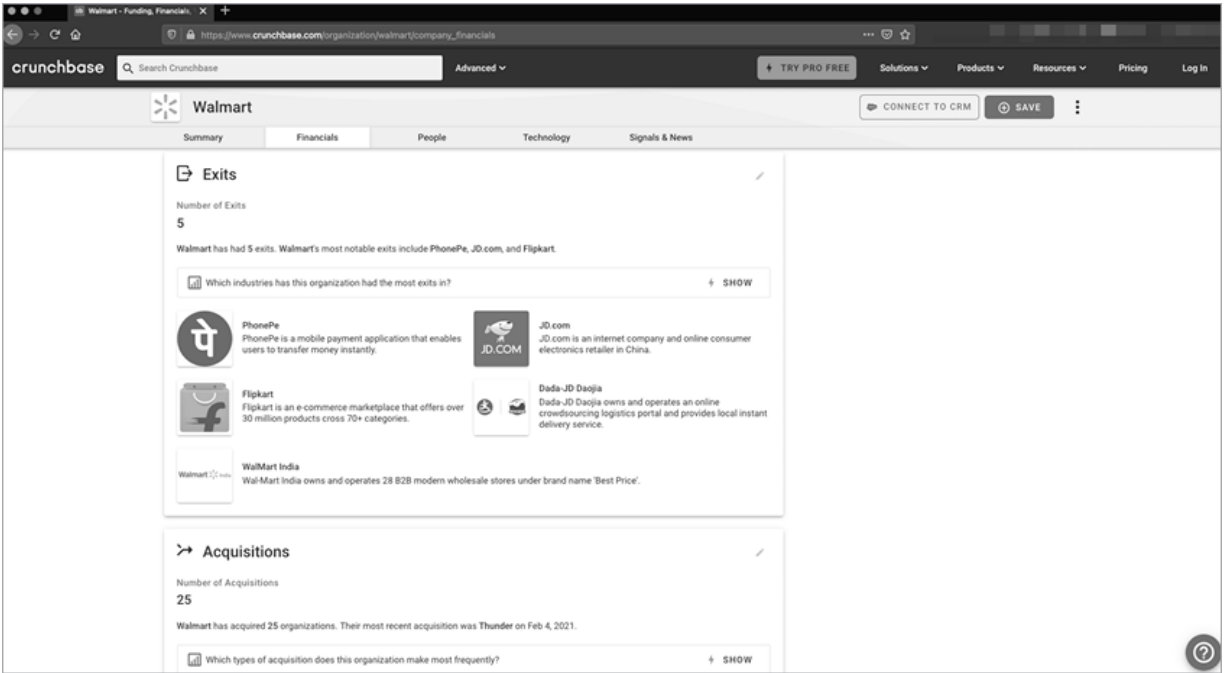 Walmart - Funding, Financials, X +
https://www.crunchbase.com/organization/walmart/company_financials
crunchbase Search Crunchbase Advanced TRY PRO FREE Solutions Products Resources Pricing Log In
Walmart CONNECT TO CRM SAVE
Summary Financials People Technology Signals & News
Exits
Number of Exits
5
Walmart has had 5 exits. Walmart's most notable exits include PhonePe, JD.com, and Flipkart.
Which industries has this organization had the most exits in? SHOW
पे
PhonePe
PhonePe is a mobile payment application that enables
users to transfer money instantly.
JD.COM
JD.com
JD.com is an internet company and online consumer
electronics retailer in China.
Flipkart
Flipkart is an e-commerce marketplace that offers over
30 million products cross 70+ categories.
Dada-JD Daojia
Dada-JD Daojia owns and operates an online
crowdsourcing logistics portal and provides local instant
delivery service.
Walmart India
WalMart India
Wal-Mart India owns and operates 28 B2B modern wholesale stores under brand name 'Best Price'.
Acquisitions
Number of Acquisitions
25
Walmart has acquired 25 organizations. Their most recent acquisition was Thunder on Feb 4, 2021.
Which types of acquisition does this organization make most frequently? SHOW